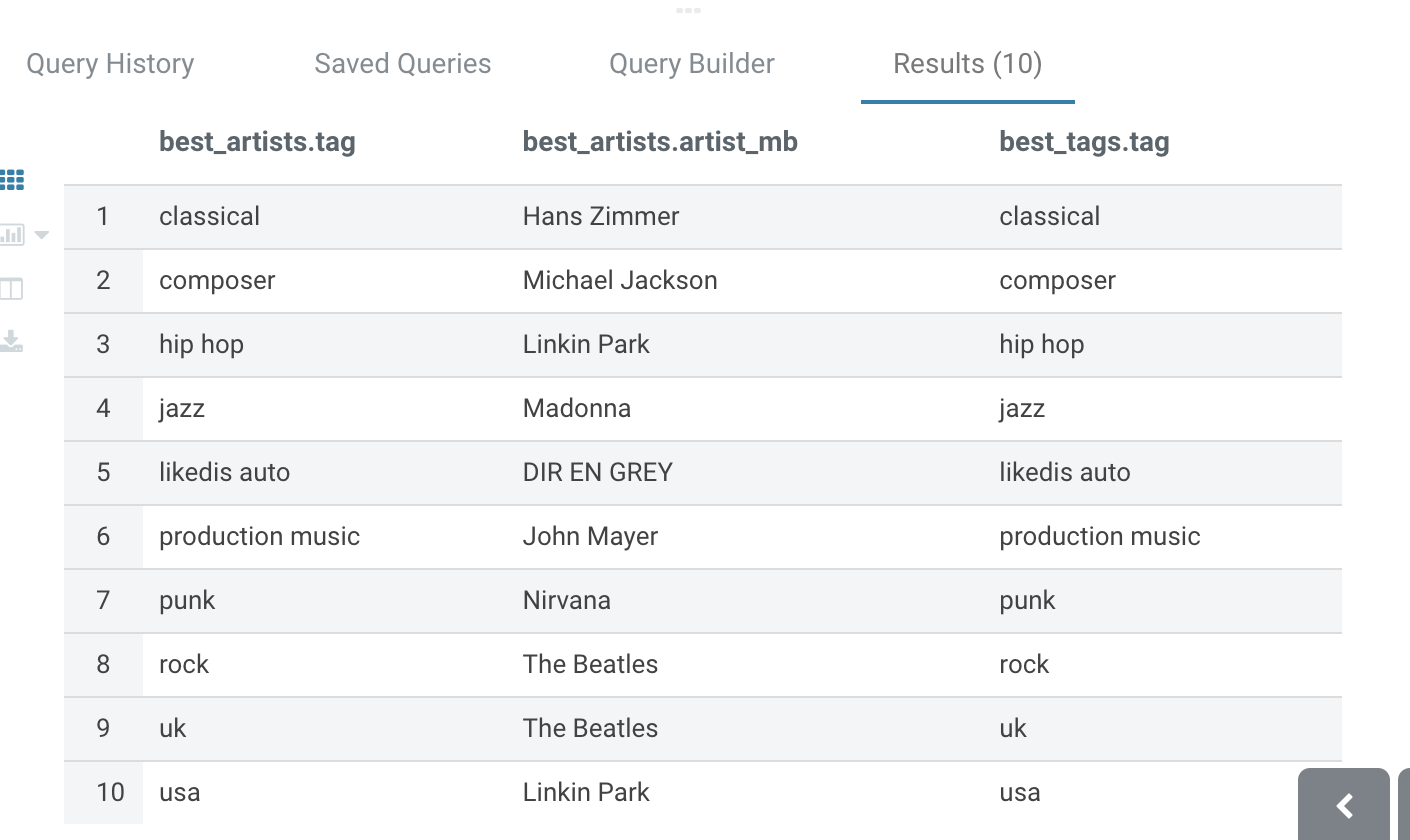 Query History Saved Queries Query Builder Results (10)
best_artists.tag best_artists.artist_mb best_tags.tag
1 classical Hans Zimmer classical
2 composer Michael Jackson composer
3 hip hop Linkin Park hip hop
4 jazz Madonna jazz
5 likedis auto DIR EN GREY likedis auto
6 production music John Mayer production music
7 punk Nirvana punk
8 rock The Beatles rock
9 uk The Beatles uk
10 usa Linkin Park usa